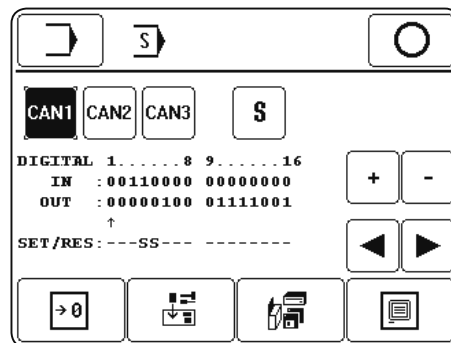 S
CAN1 CAN2 CAN3 S
DIGITAL 1......8 9......16
IN :00110000 00000000
OUT :00000100 01111001
↑
SET/RES:---SS--- --------
+ -
→0